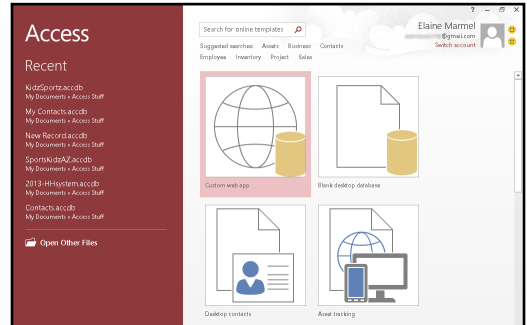 Access
Recent
KidzSportz.accdb
My Documents » Access Stuff
My Contacts.accdb
My Documents » Access Stuff
New Record.accdb
My Documents » Access Stuff
SportsKidzAZ.accdb
My Documents » Access Stuff
2013-HHsystem.accdb
My Documents » Access Stuff
Contacts.accdb
My Documents » Access Stuff
Open Other Files
?
Search for online templates
Suggested searches: Assets Business Contacts
Employee Inventory Project Sales
Elaine Marmel
@gmail.com
Switch account
Custom web app
Blank desktop database
Desktop contacts
Asset tracking